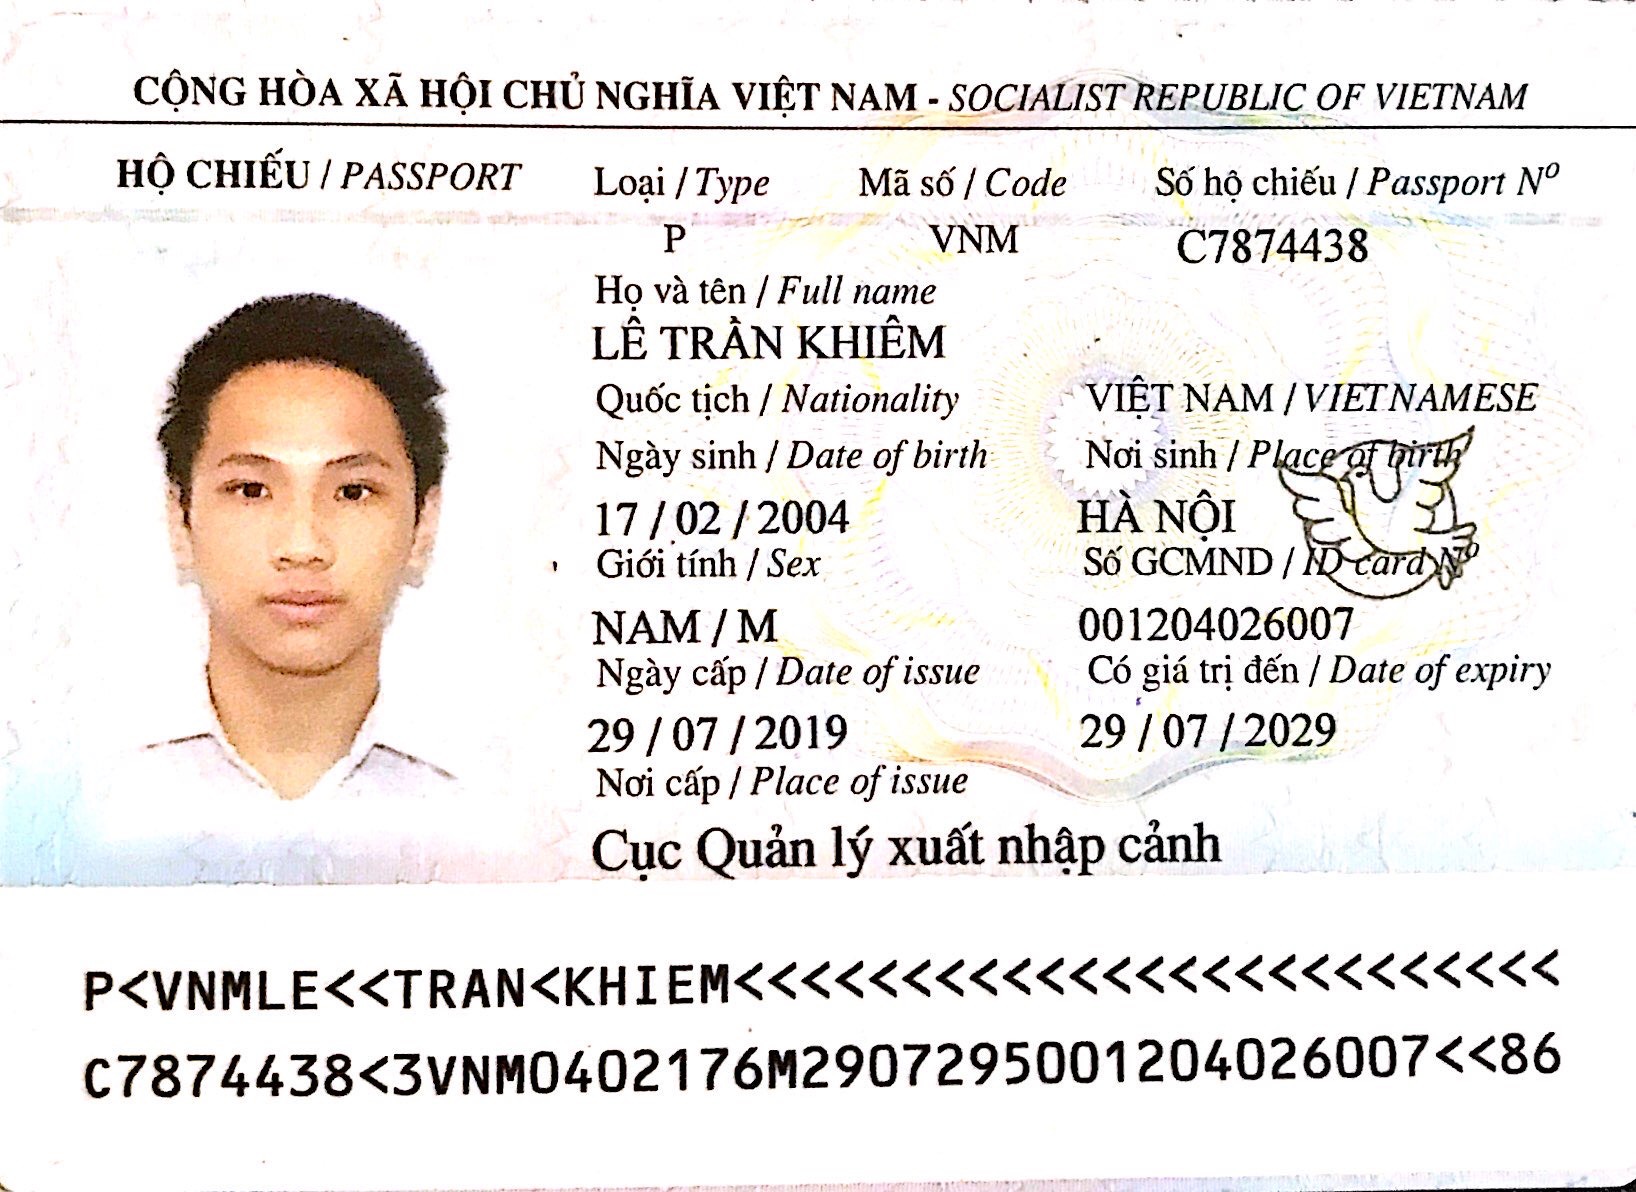 CỘNG HÒA XÃ HỘI CHỦ NGHĨA VIỆT NAM - SOCIALIST REPUBLIC OF VIETNAM
HỘ CHIẾU / PASSPORT
Loại / Type Mã số / Code Số hộ chiếu / Passport Nº
P VNM C7874438
Họ và tên / Full name
LÊ TRẦN KHIÊM
Quốc tịch / Nationality VIỆT NAM / VIETNAMESE
Ngày sinh / Date of birth Nơi sinh / Place of birth
17 / 02 / 2004 HÀ NỘI
Giới tính / Sex Số GCMND / ID card Nº
NAM / M 001204026007
Ngày cấp / Date of issue Có giá trị đến / Date of expiry
29 / 07 / 2019 29 / 07 / 2029
Nơi cấp / Place of issue
Cục Quản lý xuất nhập cảnh
P<VNMLE<<TRAN<KHIEM<<<<<<<<<<<<<<<<<<<<<<<<<
C7874438<3VNM0402176M2907295001204026007<<86